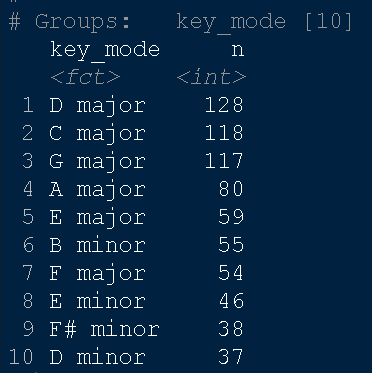 # Groups: key_mode [10]
key_mode n
<fct> <int>
1 D major 128
2 C major 118
3 G major 117
4 A major 80
5 E major 59
6 B minor 55
7 F major 54
8 E minor 46
9 F# minor 38
10 D minor 37